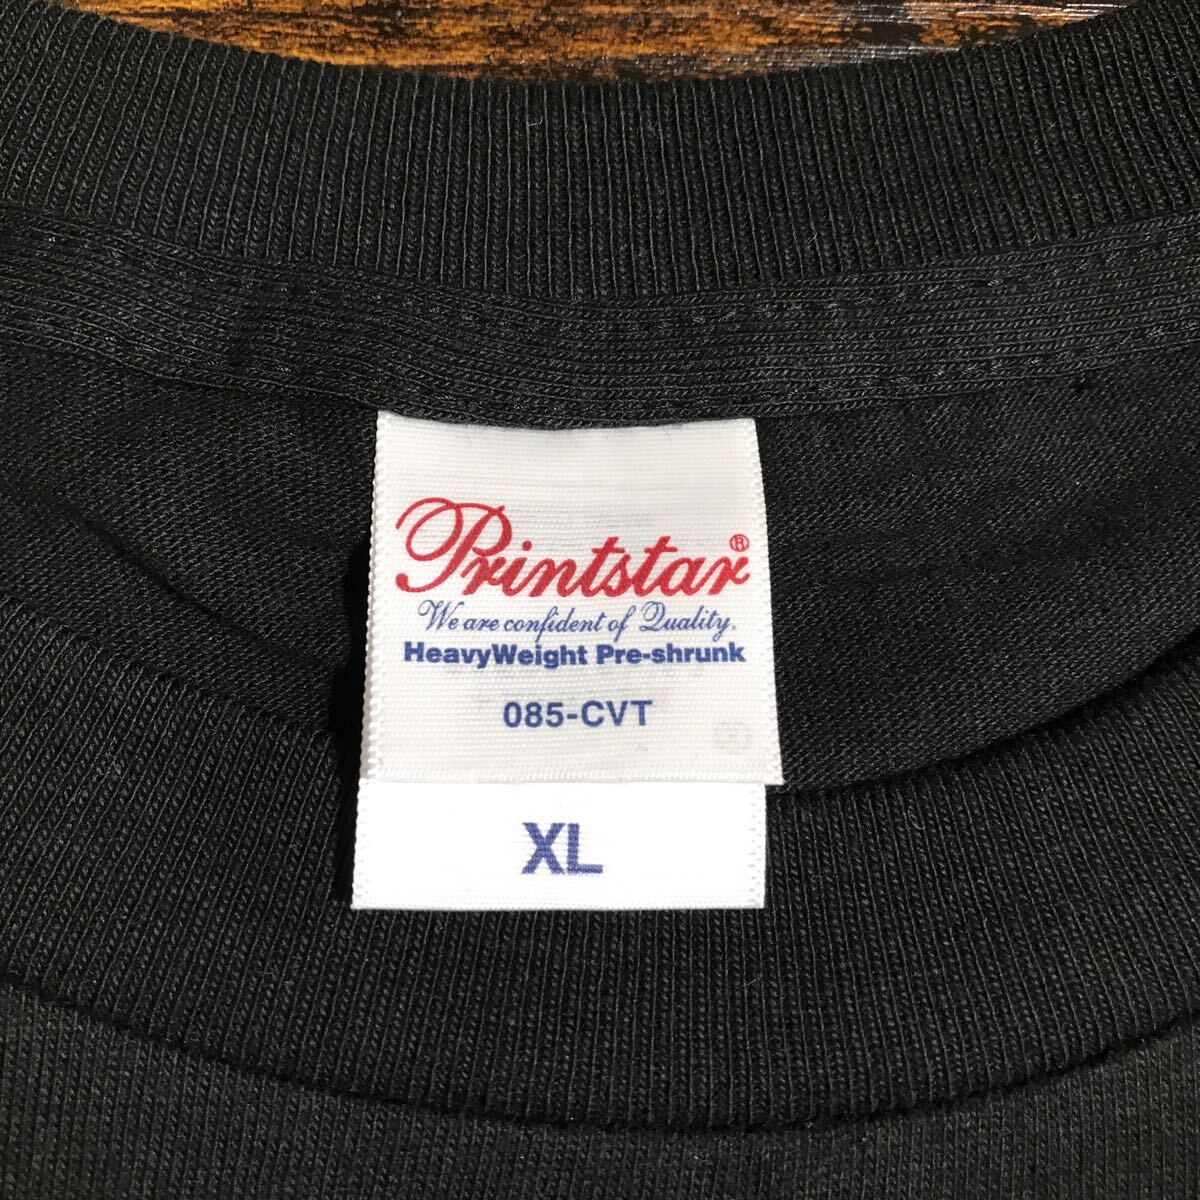 Printstar®
We are confident of Quality.
HeavyWeight Pre-shrunk
085-CVT
XL